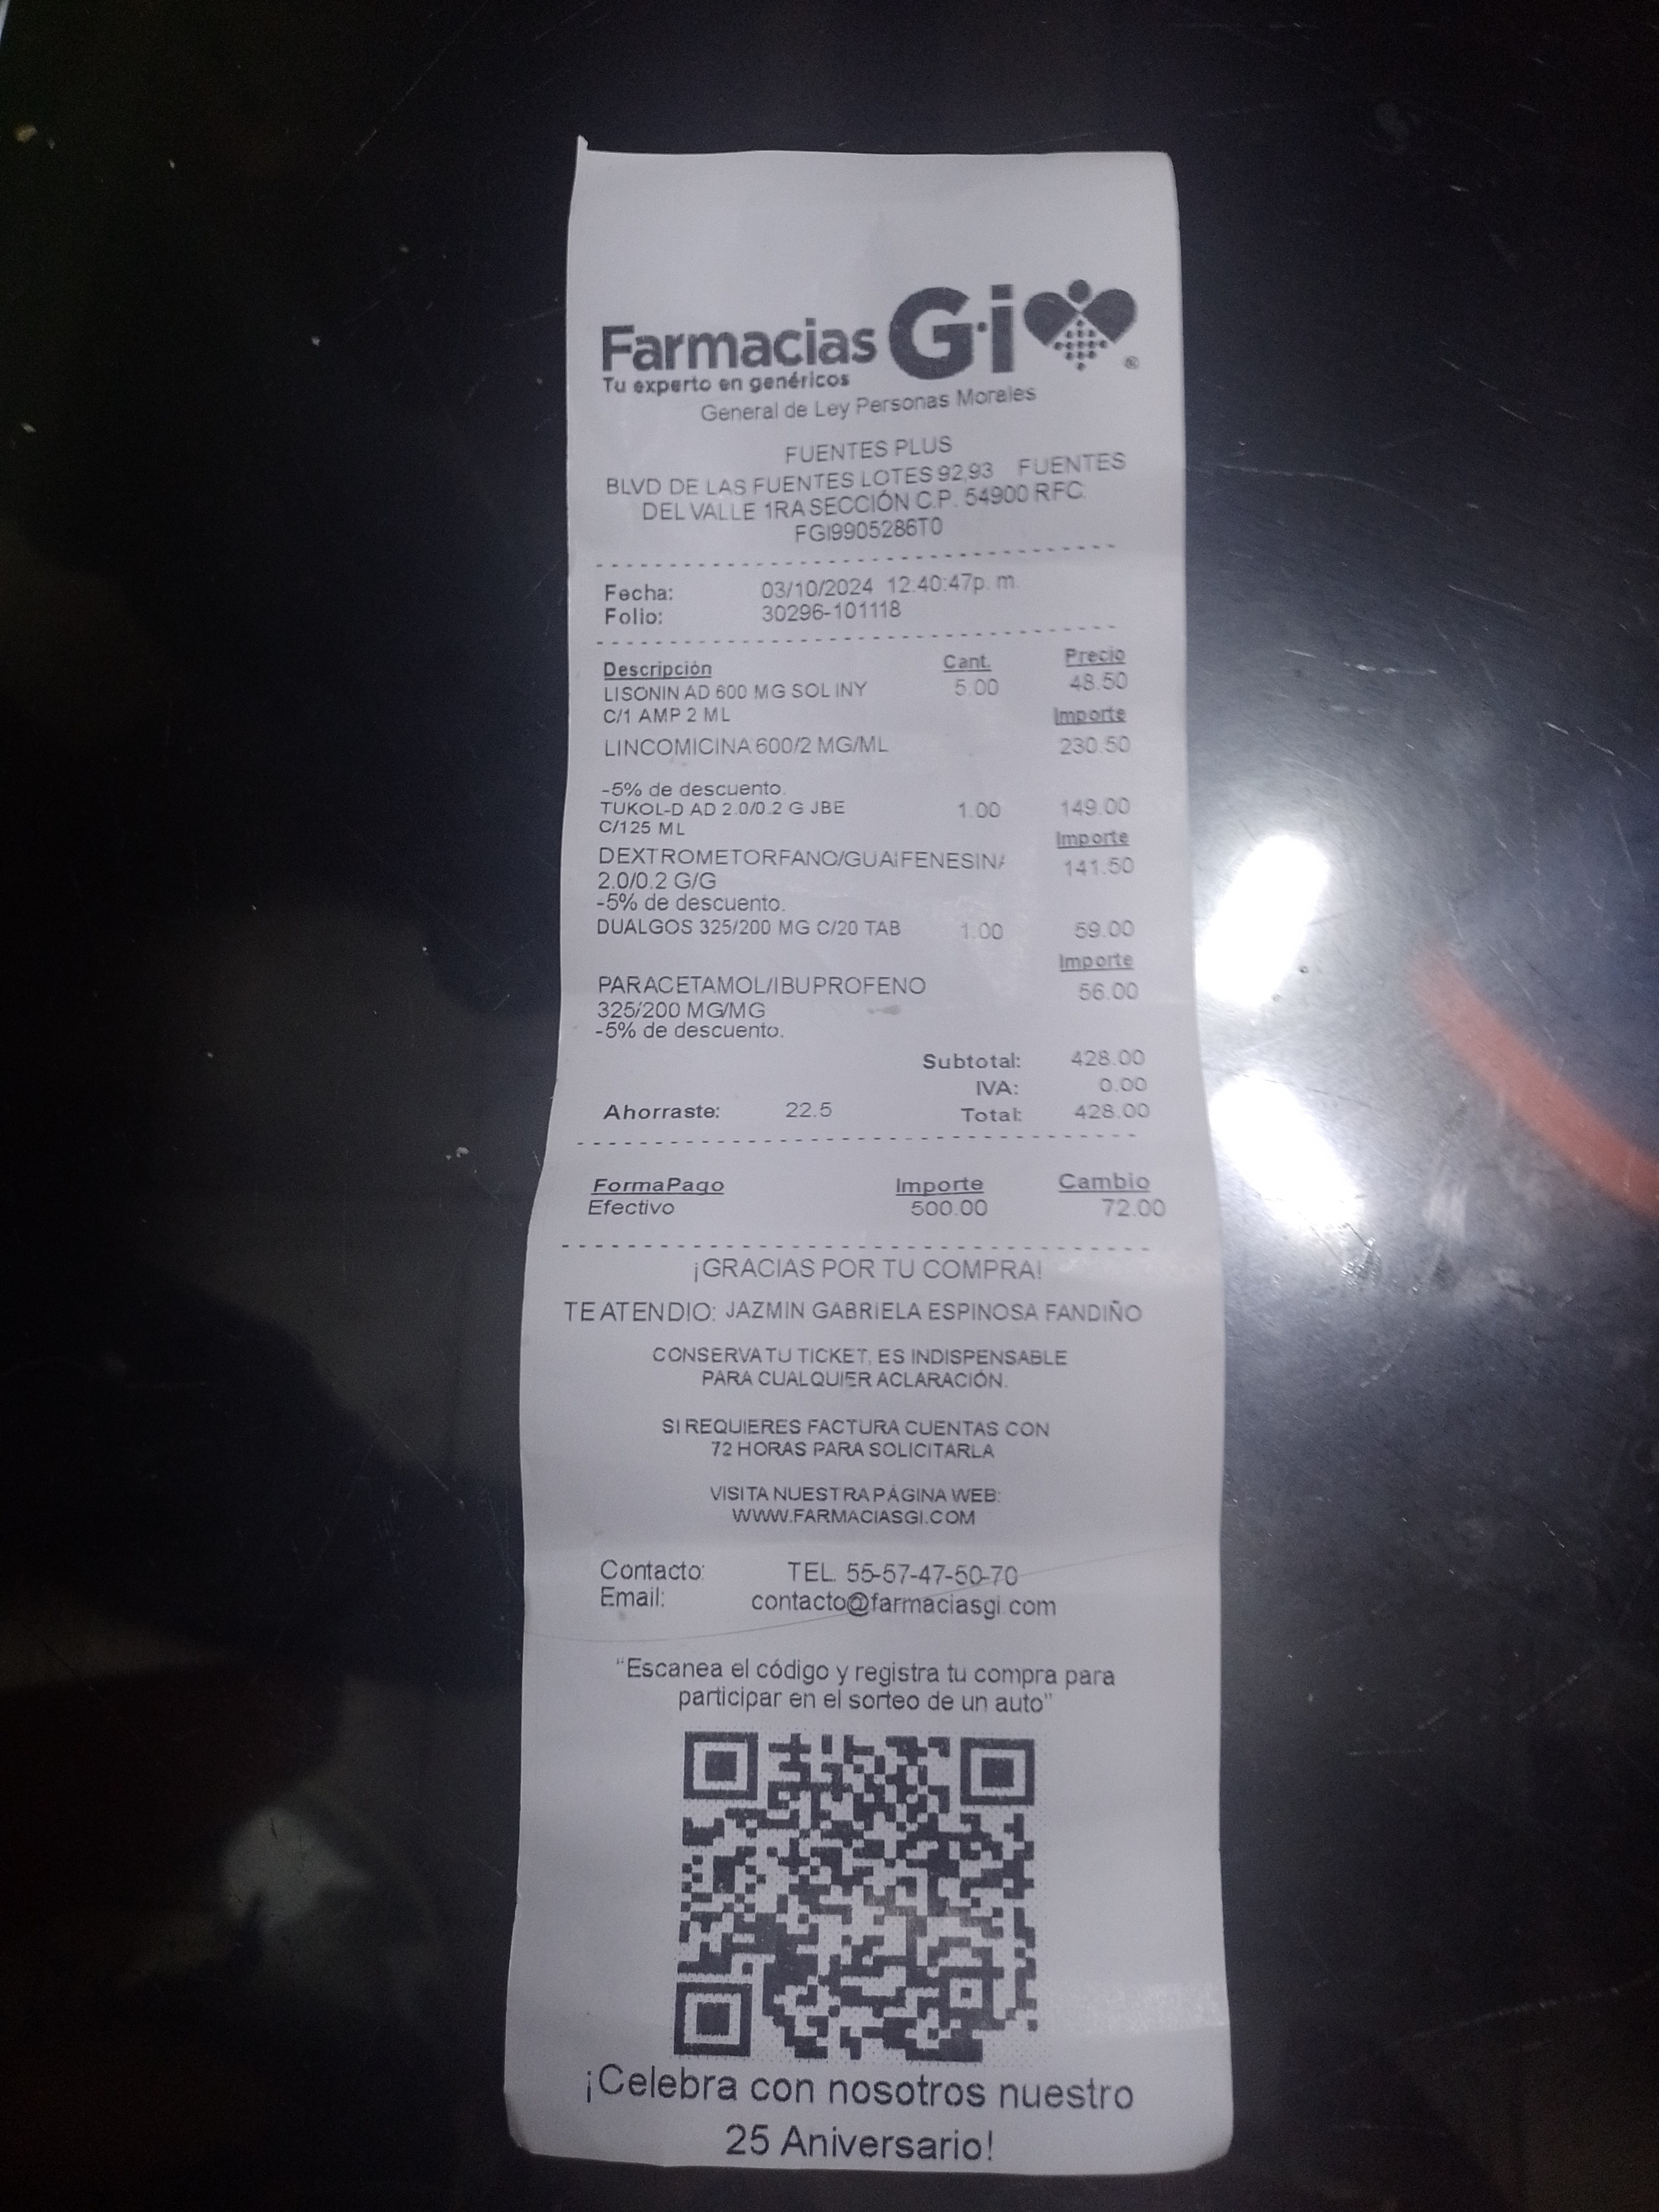 Farmacias G·i ®
Tu experto en genéricos
General de Ley Personas Morales
FUENTES PLUS
BLVD DE LAS FUENTES LOTES 92,93 FUENTES
DEL VALLE 1RA SECCIÓN C.P. 54900 RFC.
FGI9905286T0
Fecha: 03/10/2024 12:40:47p. m.
Folio: 30296-101118
Descripción Cant. Precio
LISONIN AD 600 MG SOL INY 5.00 48.50
C/1 AMP 2 ML Importe
LINCOMICINA 600/2 MG/ML 230.50
-5% de descuento.
TUKOL-D AD 2.0/0.2 G JBE 1.00 149.00
C/125 ML Importe
DEXTROMETORFANO/GUAIFENESINA 141.50
2.0/0.2 G/G
-5% de descuento.
DUALGOS 325/200 MG C/20 TAB 1.00 59.00
Importe
PARACETAMOL/IBUPROFENO 56.00
325/200 MG/MG
-5% de descuento.
Subtotal: 428.00
IVA: 0.00
Ahorraste: 22.5 Total: 428.00
FormaPago Importe Cambio
Efectivo 500.00 72.00
¡GRACIAS POR TU COMPRA!
TE ATENDIO: JAZMIN GABRIELA ESPINOSA FANDIÑO
CONSERVA TU TICKET, ES INDISPENSABLE
PARA CUALQUIER ACLARACIÓN.
SI REQUIERES FACTURA CUENTAS CON
72 HORAS PARA SOLICITARLA
VISITA NUESTRA PÁGINA WEB:
WWW.FARMACIASGI.COM
Contacto: TEL. 55-57-47-50-70
Email: contacto@farmaciasgi.com
“Escanea el código y registra tu compra para
participar en el sorteo de un auto”
¡Celebra con nosotros nuestro
25 Aniversario!